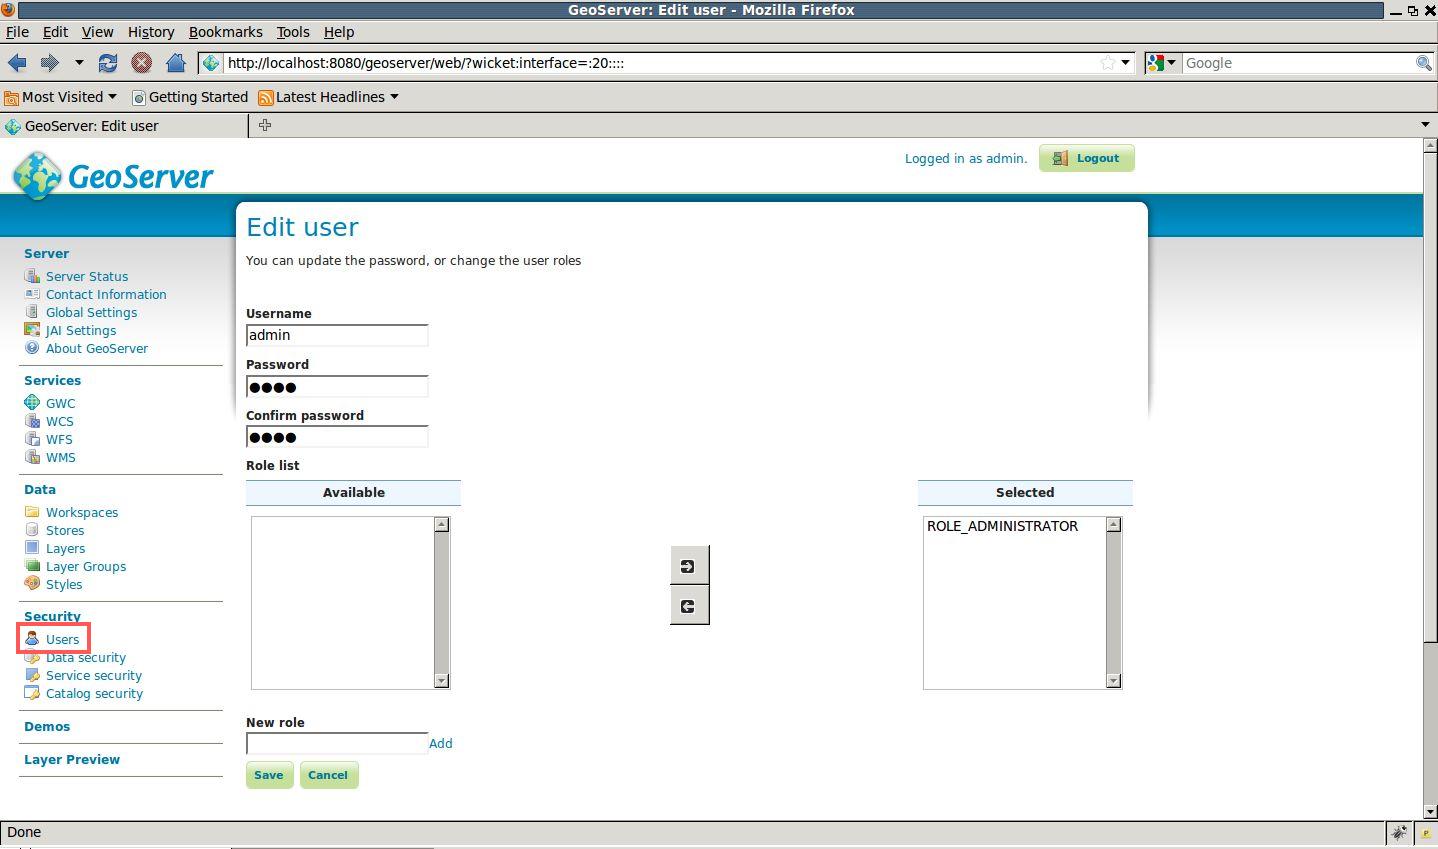 GeoServer: Edit user - Mozilla Firefox
File Edit View History Bookmarks Tools Help
http://localhost:8080/geoserver/web/?wicket:interface=:20::::
Google
Most Visited Getting Started Latest Headlines
GeoServer: Edit user
GeoServer
Logged in as admin. Logout
Server
Server Status
Contact Information
Global Settings
JAI Settings
About GeoServer
Services
GWC
WCS
WFS
WMS
Data
Workspaces
Stores
Layers
Layer Groups
Styles
Security
Users
Data security
Service security
Catalog security
Demos
Layer Preview
Edit user
You can update the password, or change the user roles
Username
admin
Password
●●●●
Confirm password
●●●●
Role list
Available
Selected
ROLE_ADMINISTRATOR
New role
Add
Save Cancel
Done